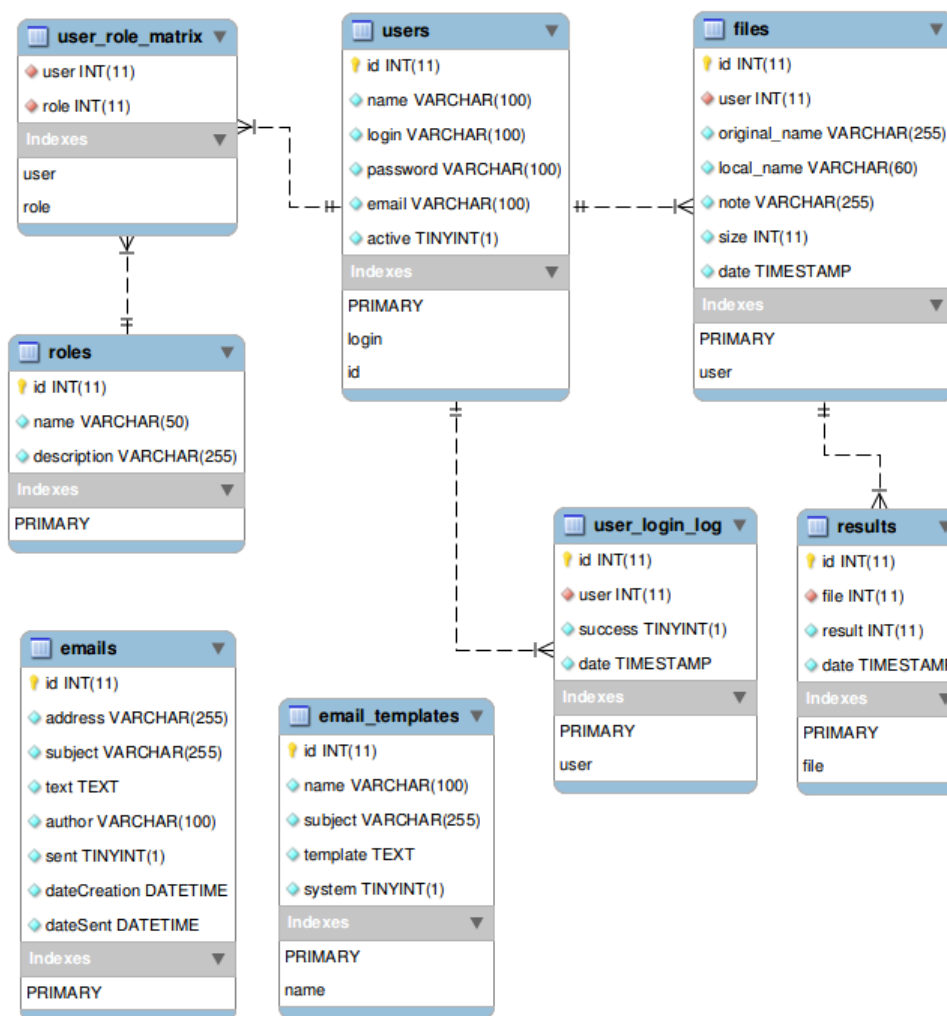 user_role_matrix
user INT(11)
role INT(11)
Indexes
user
role
users
id INT(11)
name VARCHAR(100)
login VARCHAR(100)
password VARCHAR(100)
email VARCHAR(100)
active TINYINT(1)
Indexes
PRIMARY
login
id
files
id INT(11)
user INT(11)
original_name VARCHAR(255)
local_name VARCHAR(60)
note VARCHAR(255)
size INT(11)
date TIMESTAMP
Indexes
PRIMARY
user
roles
id INT(11)
name VARCHAR(50)
description VARCHAR(255)
Indexes
PRIMARY
user_login_log
id INT(11)
user INT(11)
success TINYINT(1)
date TIMESTAMP
Indexes
PRIMARY
user
results
id INT(11)
file INT(11)
result INT(11)
date TIMESTAMP
Indexes
PRIMARY
file
emails
id INT(11)
address VARCHAR(255)
subject VARCHAR(255)
text TEXT
author VARCHAR(100)
sent TINYINT(1)
dateCreation DATETIME
dateSent DATETIME
Indexes
PRIMARY
email_templates
id INT(11)
name VARCHAR(100)
subject VARCHAR(255)
template TEXT
system TINYINT(1)
Indexes
PRIMARY
name